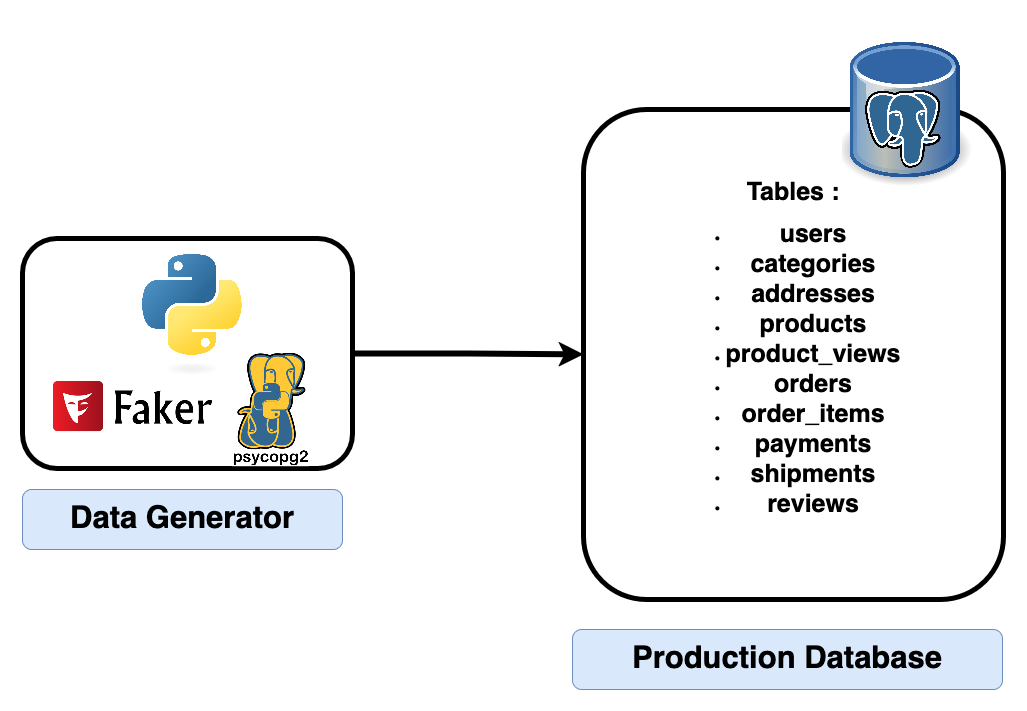 Faker
psycopg2
Data Generator
Tables :
• users
• categories
• addresses
• products
• product_views
• orders
• order_items
• payments
• shipments
• reviews
Production Database